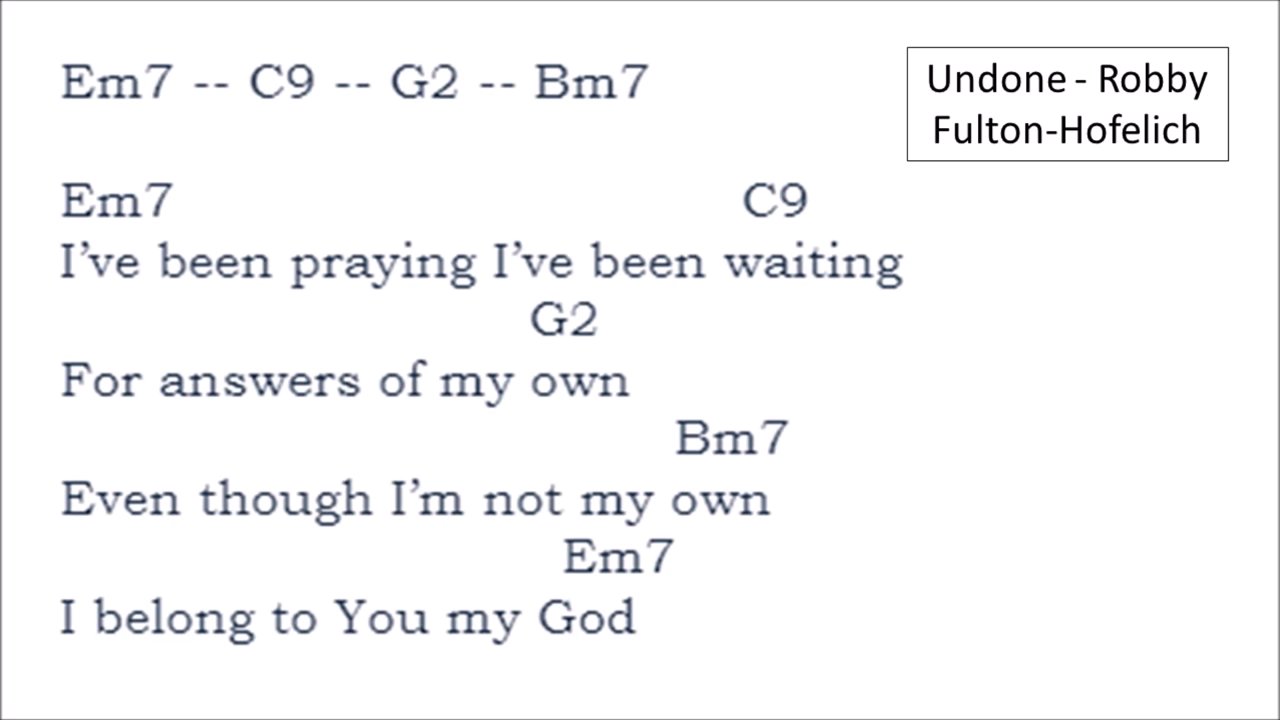 Em7 -- C9 -- G2 -- Bm7
Undone - Robby
Fulton-Hofelich
Em7 C9
I’ve been praying I’ve been waiting
G2
For answers of my own
Bm7
Even though I’m not my own
Em7
I belong to You my God